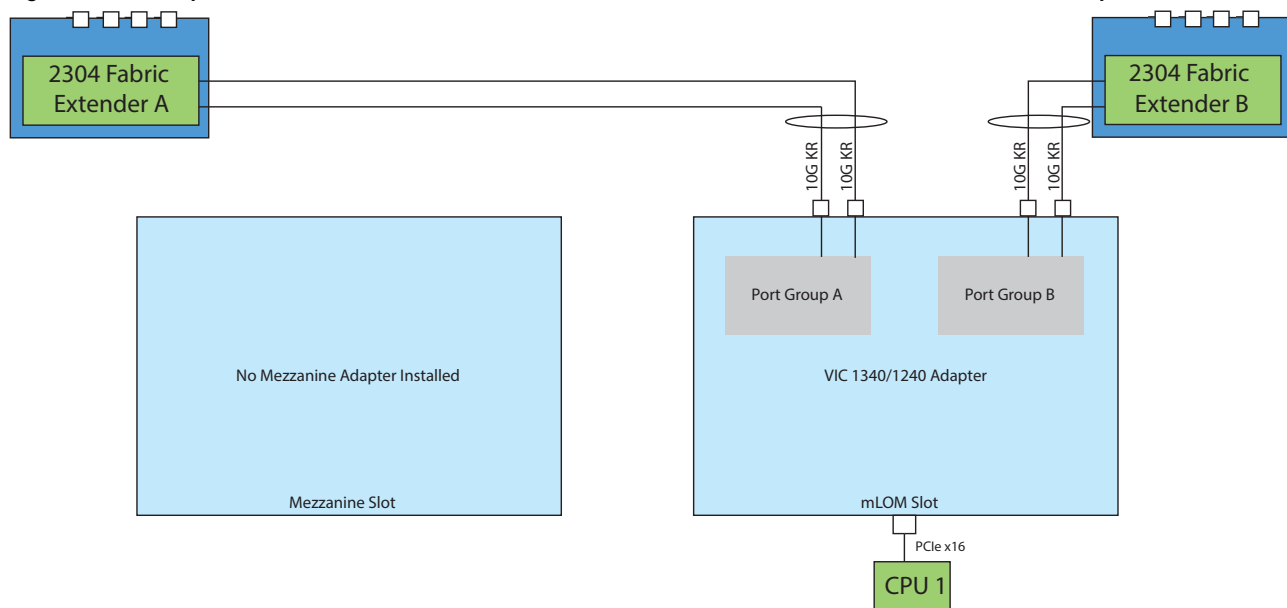 2304 Fabric
Extender A
2304 Fabric
Extender B
10G KR
10G KR
10G KR
10G KR
Port Group A
Port Group B
No Mezzanine Adapter Installed
VIC 1340/1240 Adapter
Mezzanine Slot
mLOM Slot
PCIe x16
CPU 1